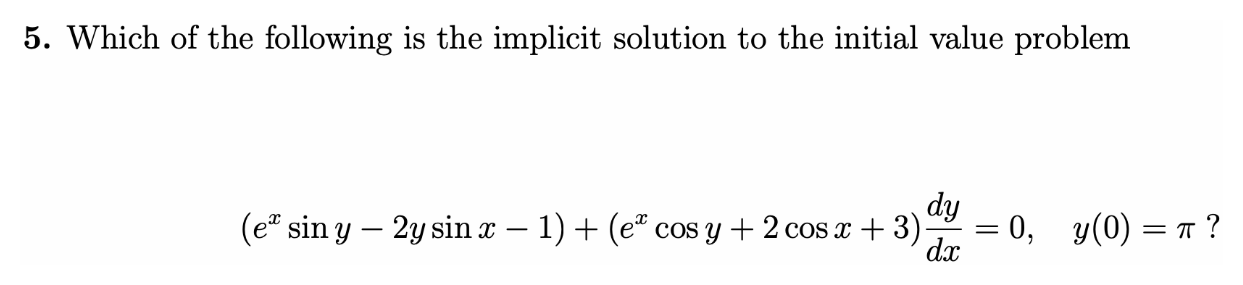 5. Which of the following is the implicit solution to the initial value problem
(e^x sin y − 2y sin x − 1) + (e^x cos y + 2 cos x + 3) dy/dx = 0, y(0) = π ?